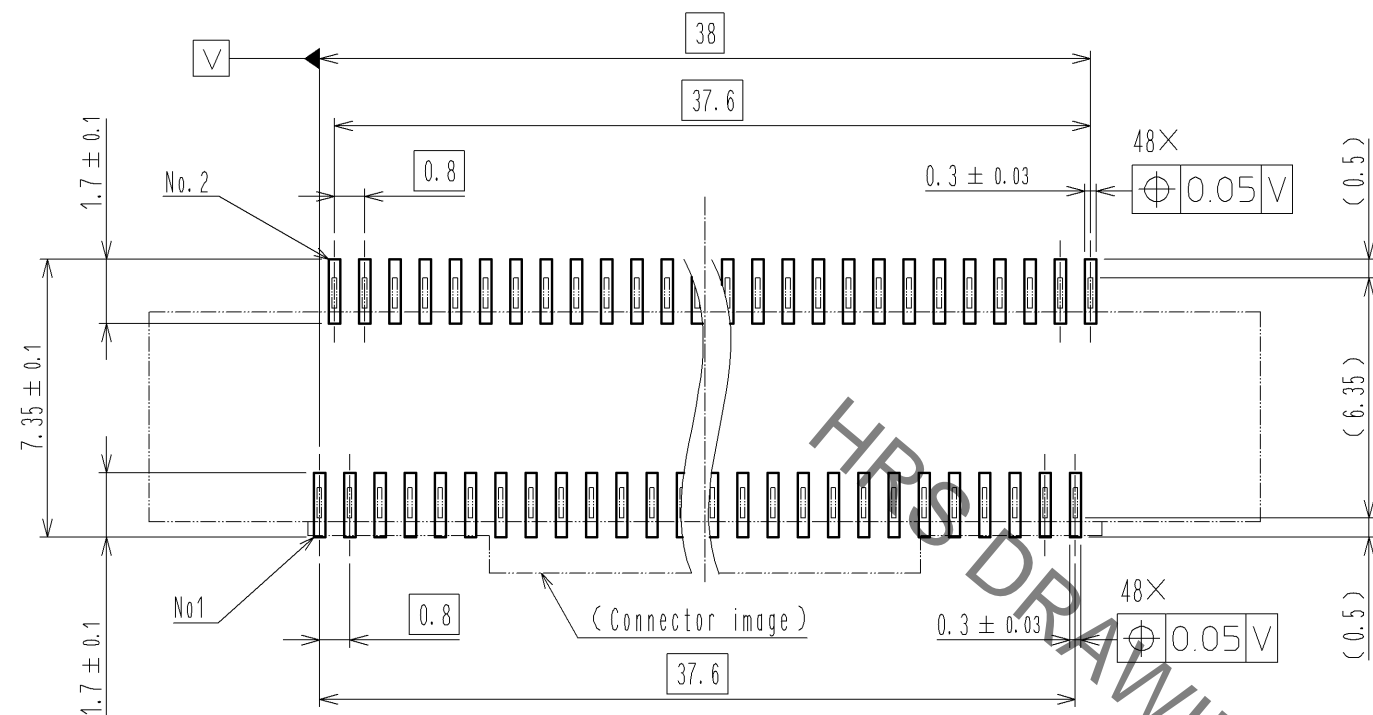 38
V
37.6
48X
1.7 ± 0.1
0.8
0.3 ± 0.03
⌖ 0.05 V
(0.5)
No.2
7.35 ± 0.1
(6.35)
HRS DRAWI
No1
0.8
(Connector image)
0.3 ± 0.03
48X
⌖ 0.05 V
(0.5)
1.7 ± 0.1
37.6